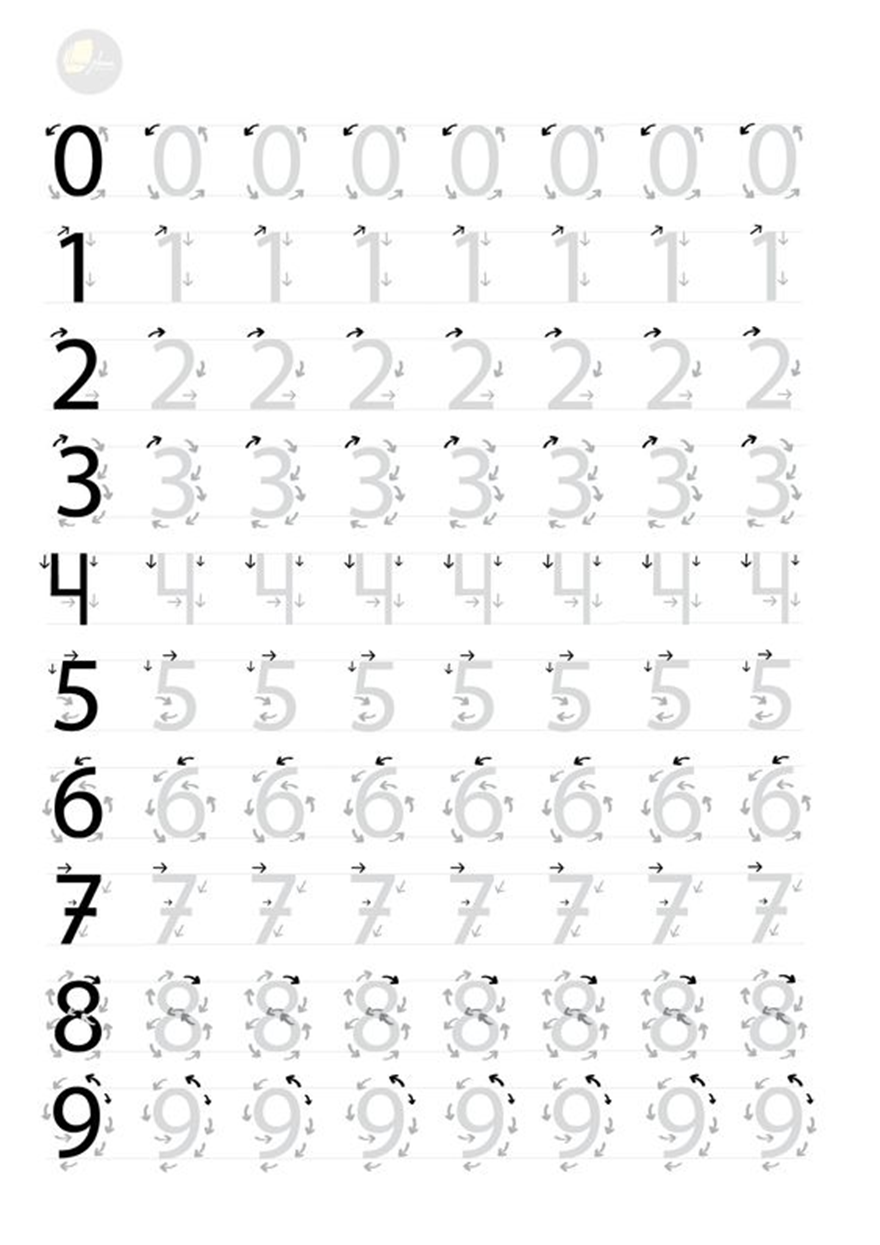 0 0 0 0 0 0 0 0
1 1 1 1 1 1 1 1
2 2 2 2 2 2 2 2
3 3 3 3 3 3 3 3
4 4 4 4 4 4 4 4
5 5 5 5 5 5 5 5
6 6 6 6 6 6 6 6
7 7 7 7 7 7 7 7
8 8 8 8 8 8 8 8
9 9 9 9 9 9 9 9